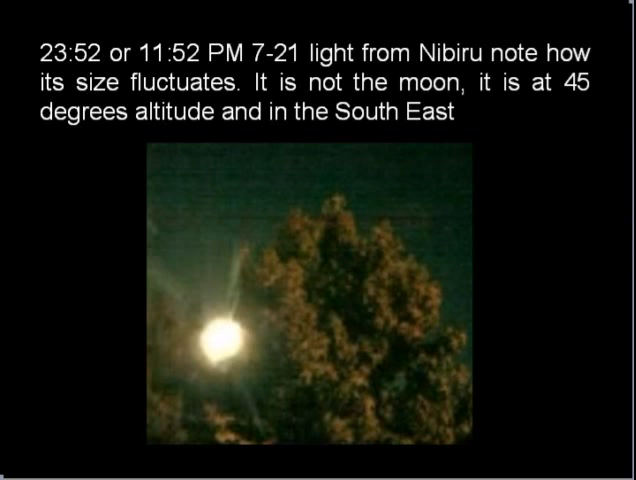 23:52 or 11:52 PM 7-21 light from Nibiru note how
its size fluctuates. It is not the moon, it is at 45
degrees altitude and in the South East